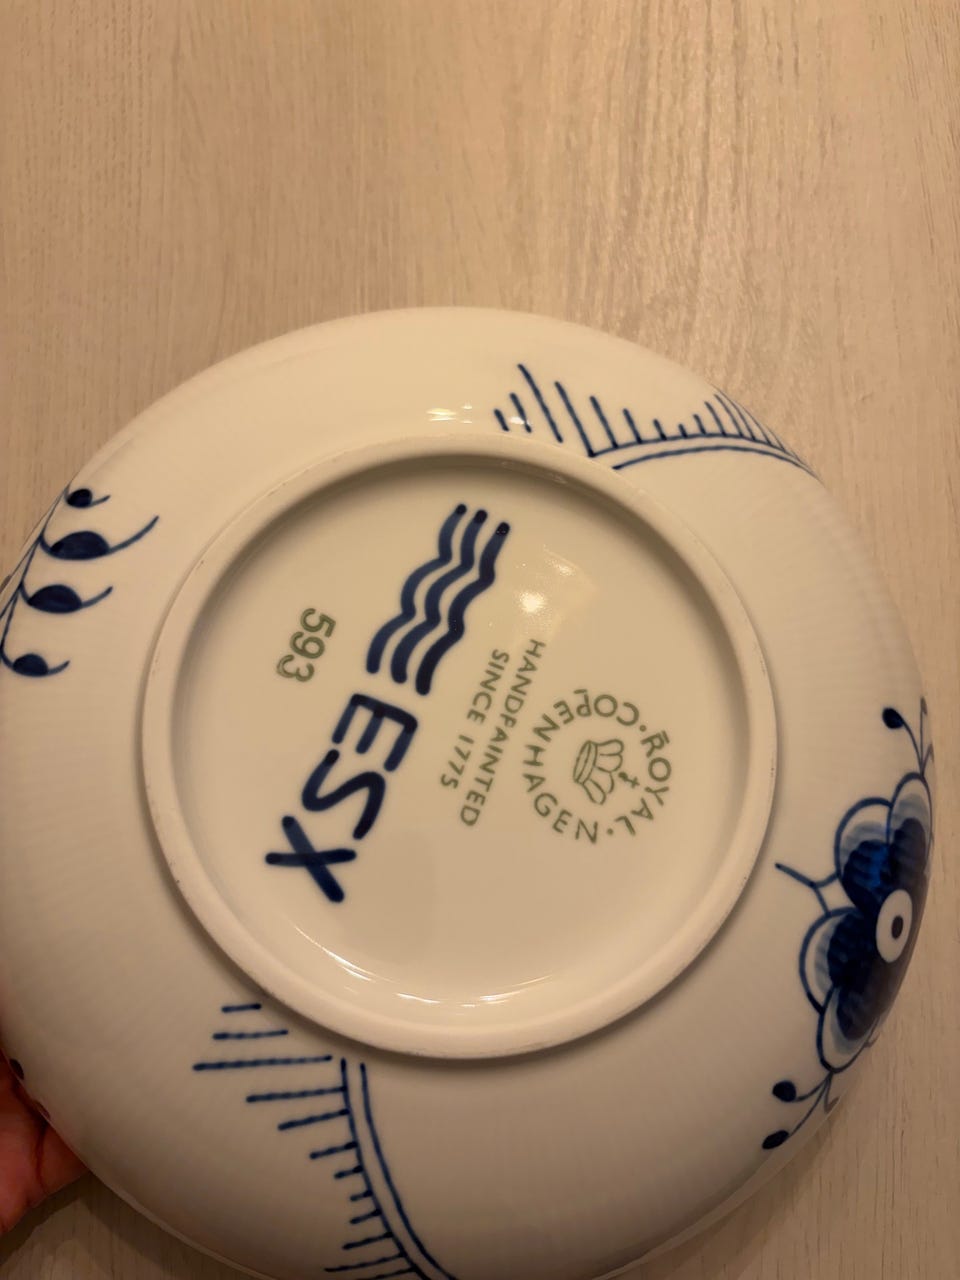 ROYAL · COPENHAGEN ·
HANDPAINTED
SINCE 1775
ESX
593